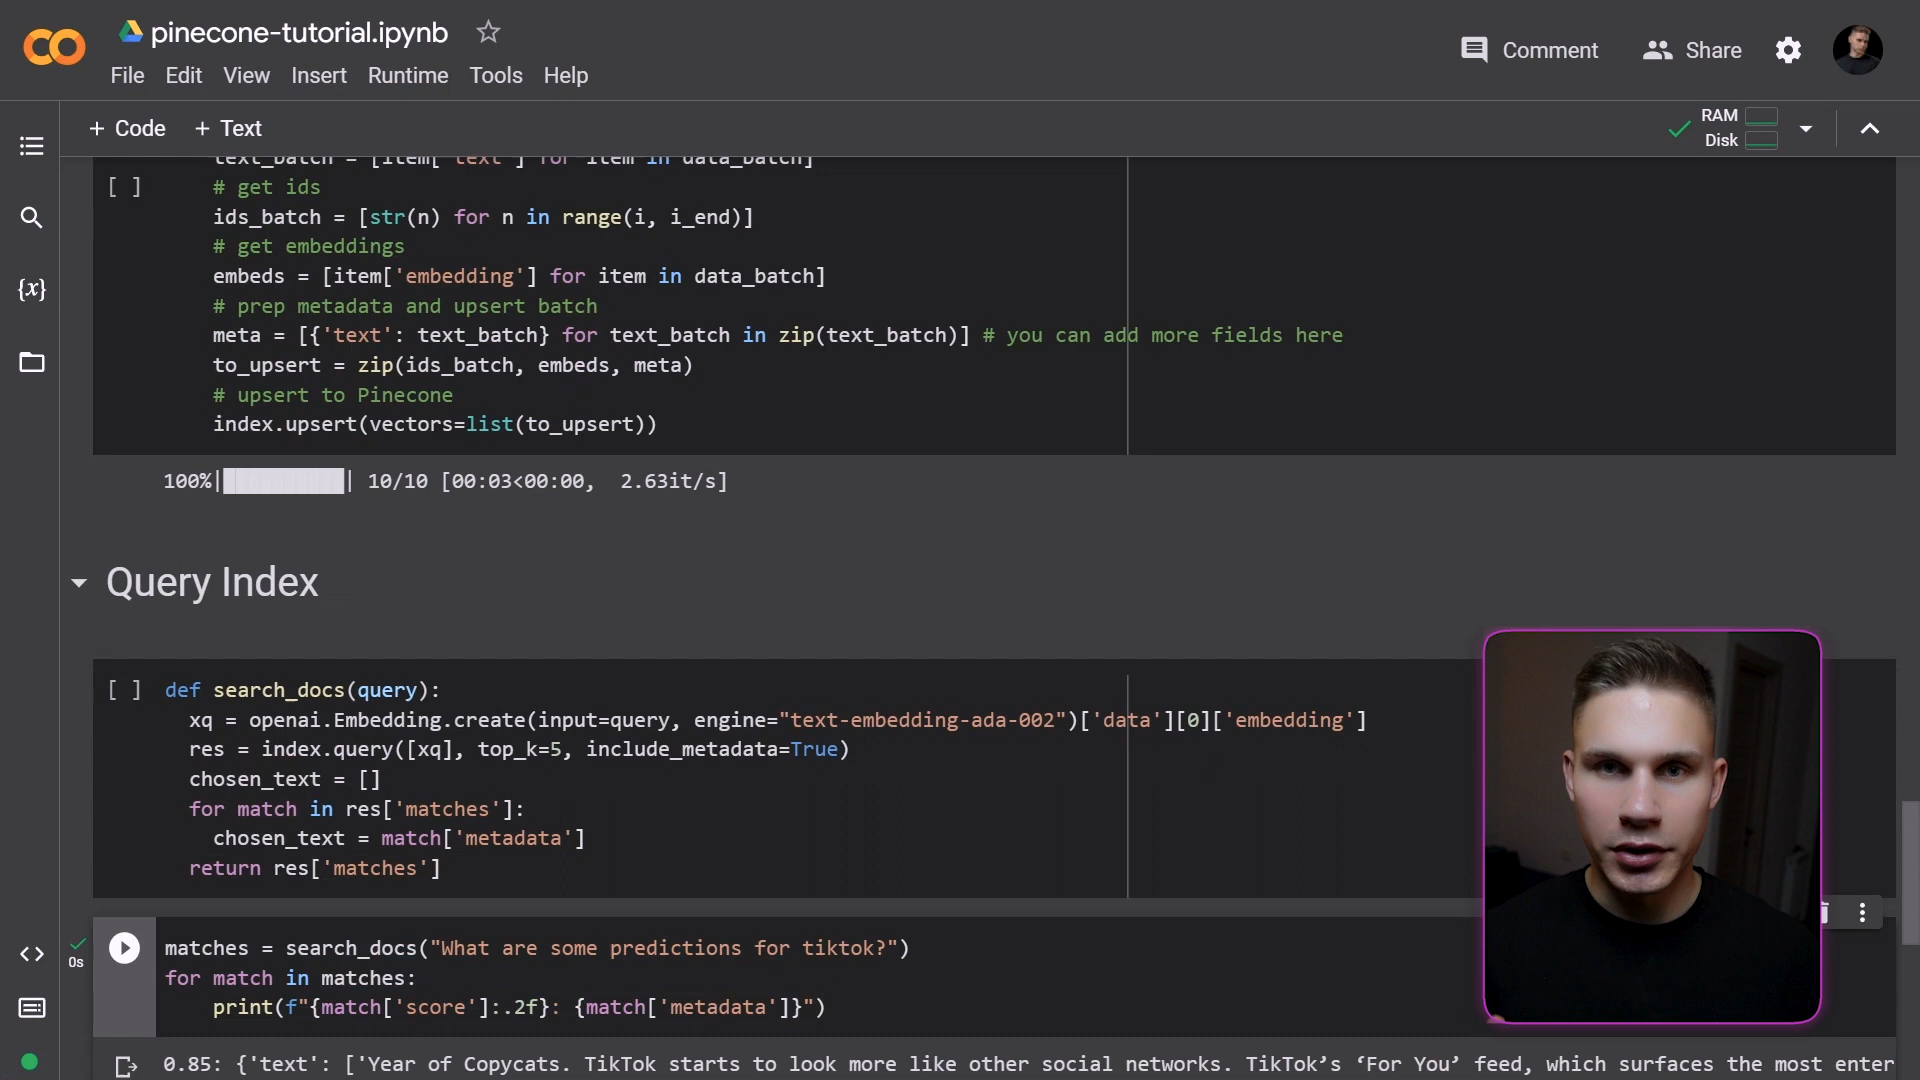 pinecone-tutorial.ipynb
File Edit View Insert Runtime Tools Help
Comment Share
+ Code + Text
RAM
Disk
text_batch = [item['text'] for item in data_batch]
[ ] # get ids
ids_batch = [str(n) for n in range(i, i_end)]
# get embeddings
embeds = [item['embedding'] for item in data_batch]
# prep metadata and upsert batch
meta = [{'text': text_batch} for text_batch in zip(text_batch)] # you can add more fields here
to_upsert = zip(ids_batch, embeds, meta)
# upsert to Pinecone
index.upsert(vectors=list(to_upsert))
100%|██████████| 10/10 [00:03<00:00, 2.63it/s]
Query Index
[ ] def search_docs(query):
xq = openai.Embedding.create(input=query, engine="text-embedding-ada-002")['data'][0]['embedding']
res = index.query([xq], top_k=5, include_metadata=True)
chosen_text = []
for match in res['matches']:
chosen_text = match['metadata']
return res['matches']
0s
matches = search_docs("What are some predictions for tiktok?")
for match in matches:
print(f"{match['score']:.2f}: {match['metadata']}")
0.85: {'text': ['Year of Copycats. TikTok starts to look more like other social networks. TikTok’s ‘For You’ feed, which surfaces the most enter